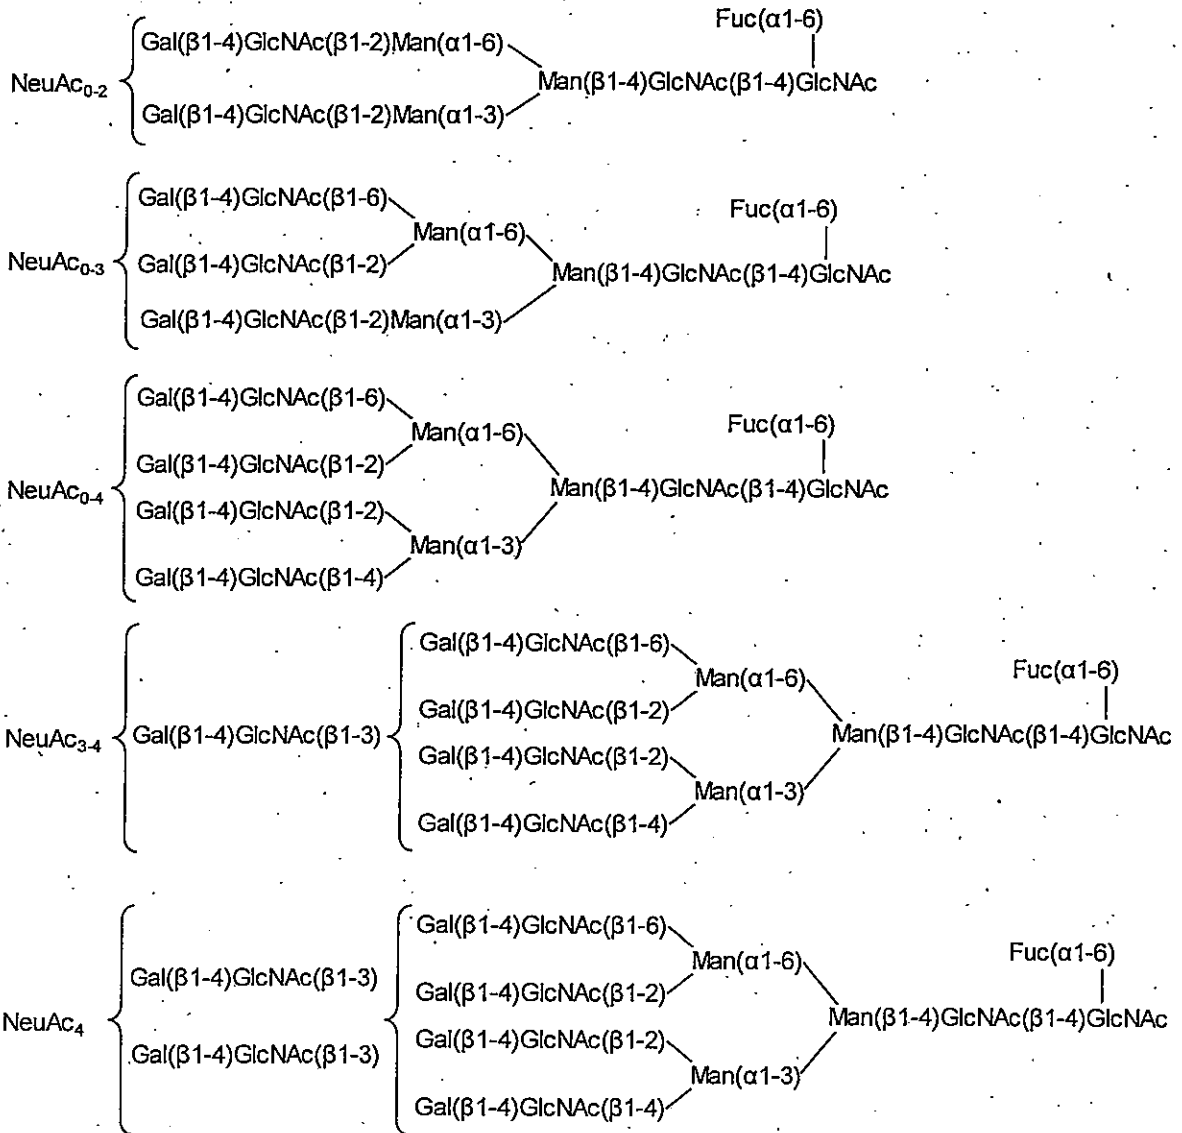 Fuc(α1-6)
Gal(β1-4)GlcNAc(β1-2)Man(α1-6)
NeuAc0-2
Man(β1-4)GlcNAc(β1-4)GlcNAc
Gal(β1-4)GlcNAc(β1-2)Man(α1-3)
Gal(β1-4)GlcNAc(β1-6)
Fuc(α1-6)
Man(α1-6)
NeuAc0-3
Gal(β1-4)GlcNAc(β1-2)
Man(β1-4)GlcNAc(β1-4)GlcNAc
Gal(β1-4)GlcNAc(β1-2)Man(α1-3)
Gal(β1-4)GlcNAc(β1-6)
Fuc(α1-6)
Man(α1-6)
Gal(β1-4)GlcNAc(β1-2)
NeuAc0-4
Man(β1-4)GlcNAc(β1-4)GlcNAc
Gal(β1-4)GlcNAc(β1-2)
Man(α1-3)
Gal(β1-4)GlcNAc(β1-4)
Gal(β1-4)GlcNAc(β1-6)
Fuc(α1-6)
Man(α1-6)
Gal(β1-4)GlcNAc(β1-2)
NeuAc3-4
Gal(β1-4)GlcNAc(β1-3)
Man(β1-4)GlcNAc(β1-4)GlcNAc
Gal(β1-4)GlcNAc(β1-2)
Man(α1-3)
Gal(β1-4)GlcNAc(β1-4)
Gal(β1-4)GlcNAc(β1-6)
Fuc(α1-6)
Man(α1-6)
Gal(β1-4)GlcNAc(β1-3)
Gal(β1-4)GlcNAc(β1-2)
NeuAc4
Man(β1-4)GlcNAc(β1-4)GlcNAc
Gal(β1-4)GlcNAc(β1-2)
Gal(β1-4)GlcNAc(β1-3)
Man(α1-3)
Gal(β1-4)GlcNAc(β1-4)